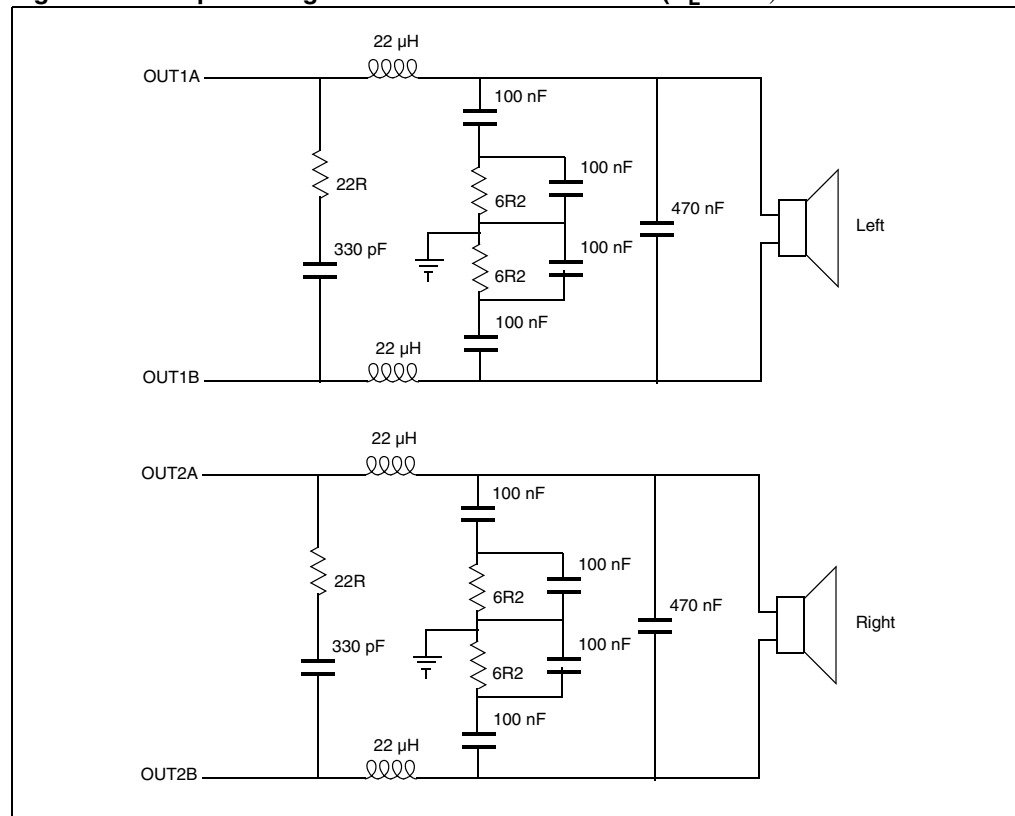 22 µH
OUT1A
100 nF
100 nF
22R
6R2
470 nF
Left
330 pF
100 nF
6R2
100 nF
22 µH
OUT1B
22 µH
OUT2A
100 nF
100 nF
22R
6R2
470 nF
Right
330 pF
100 nF
6R2
100 nF
22 µH
OUT2B